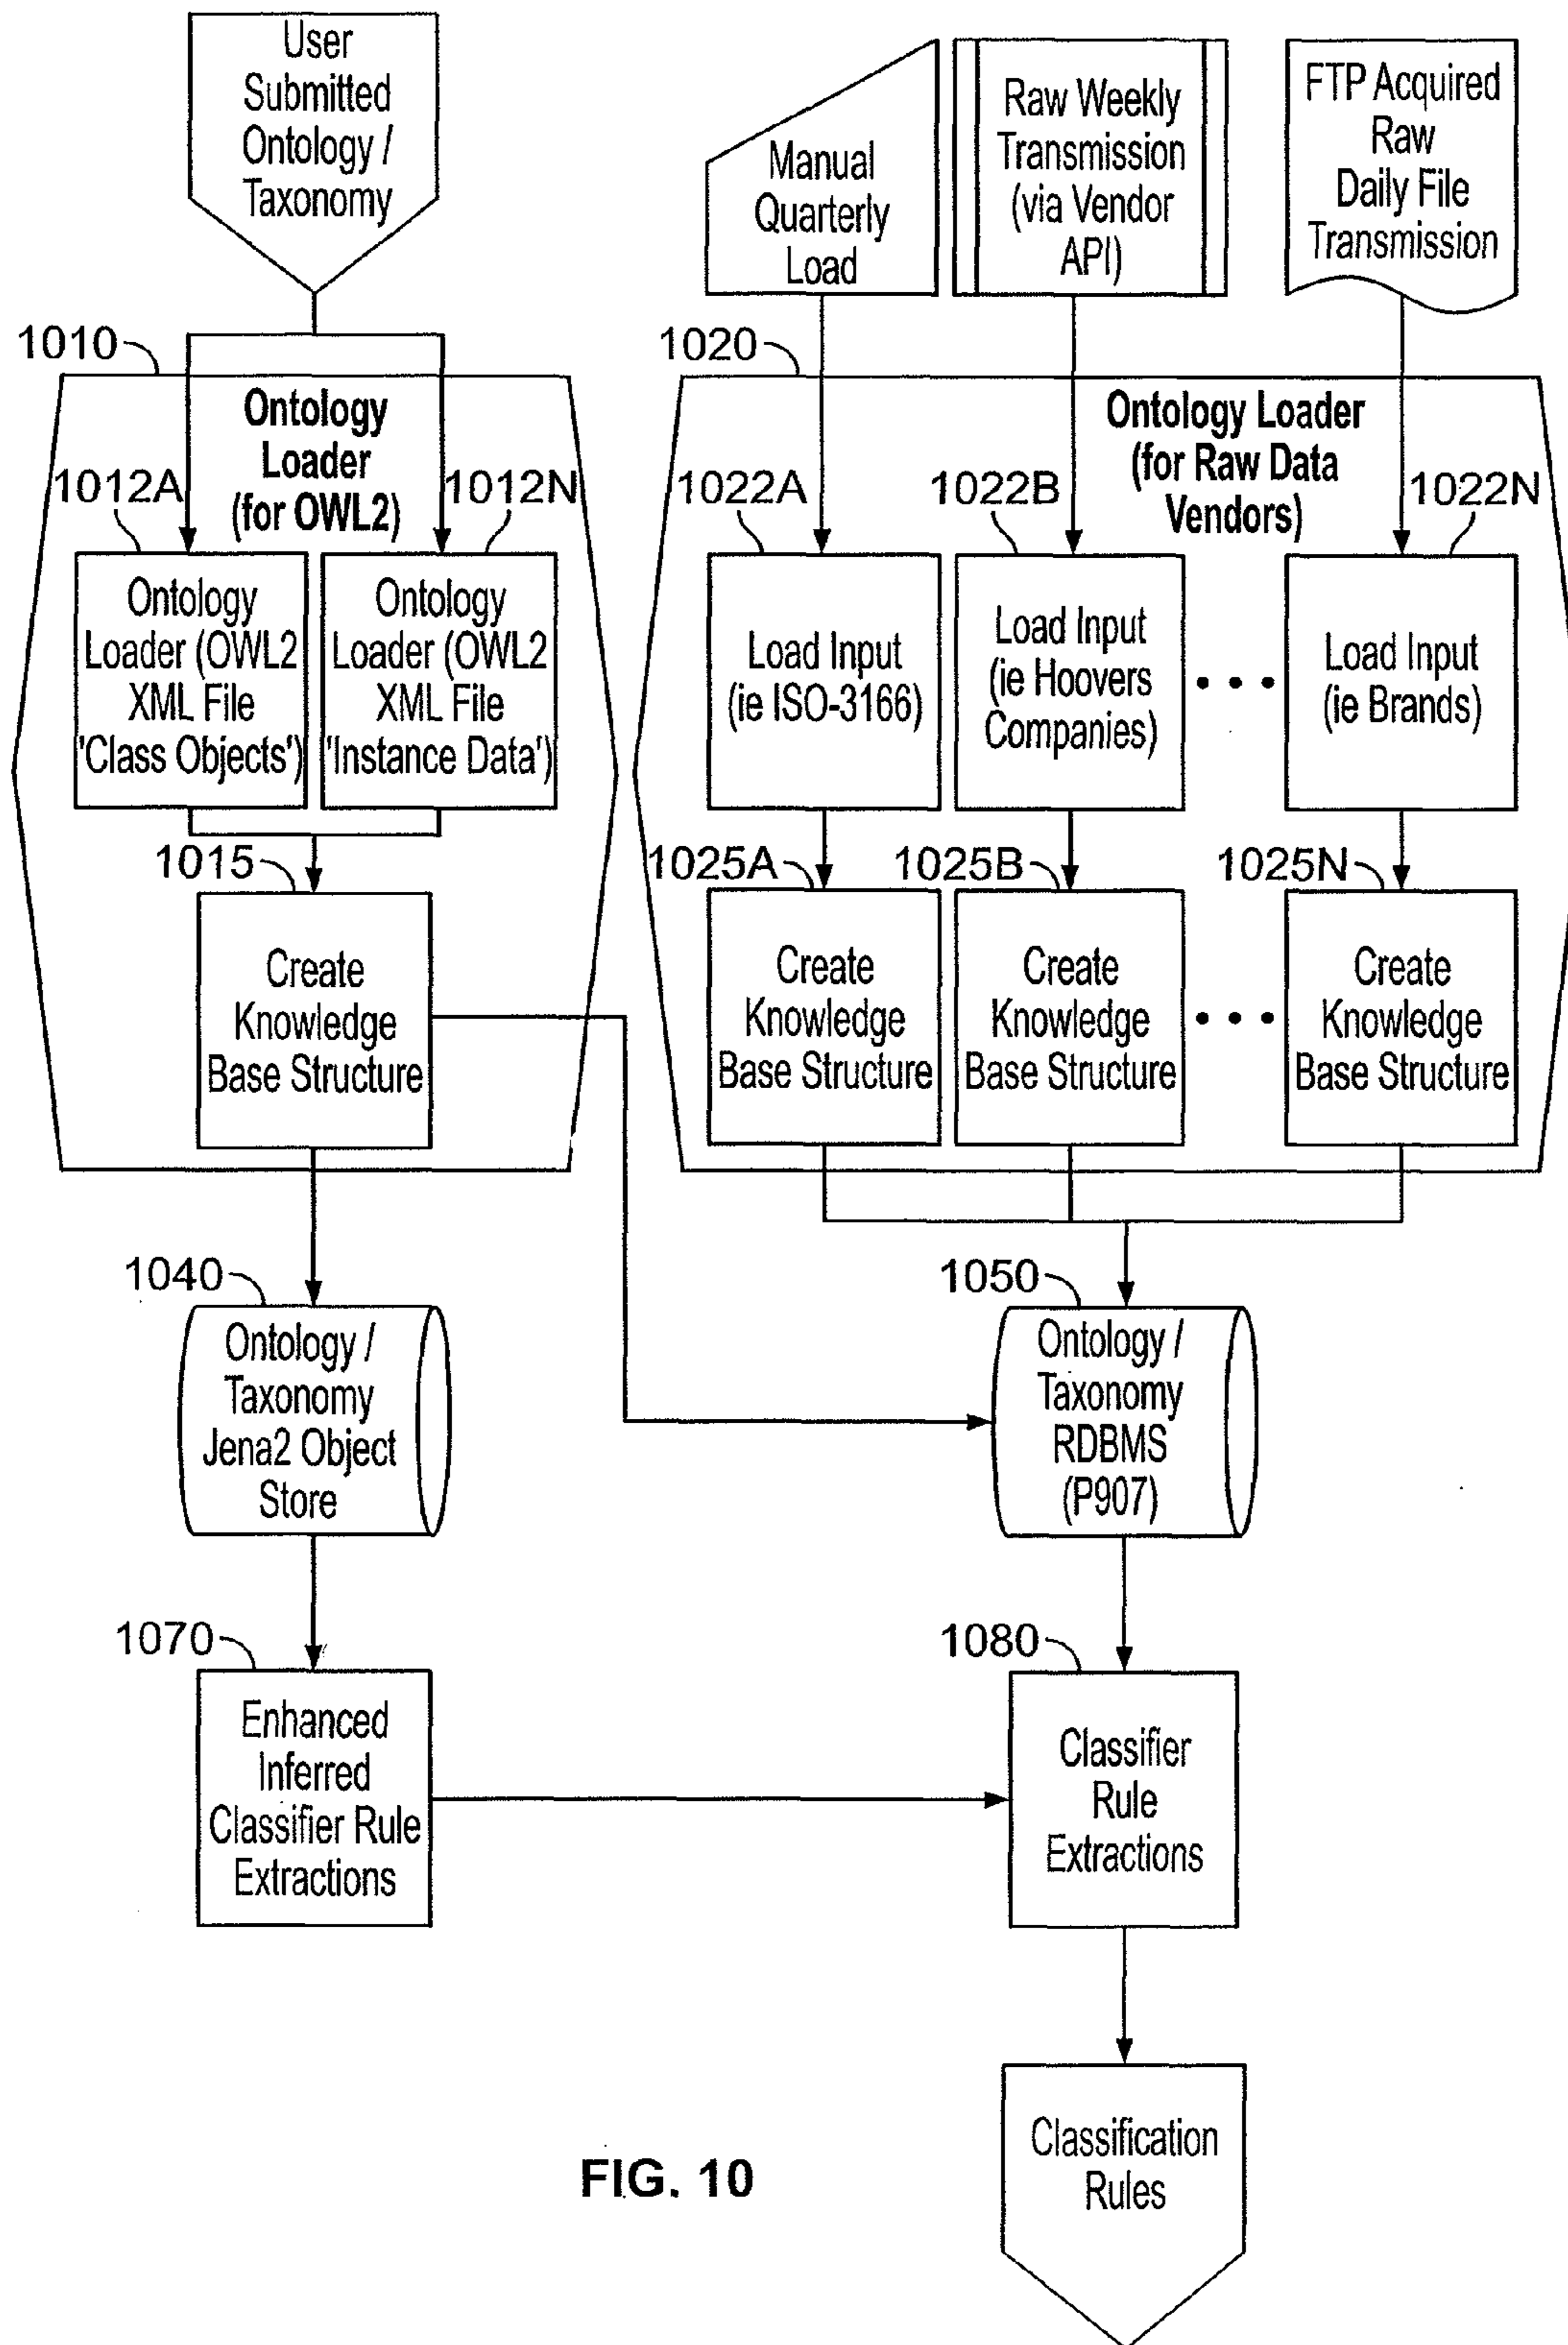 User
Submitted
Ontology /
Taxonomy
Manual
Quarterly
Load
Raw Weekly
Transmission
(via Vendor
API)
FTP Acquired
Raw
Daily File
Transmission
1010
Ontology
Loader
(for OWL2)
1012A
1012N
Ontology
Loader (OWL2
XML File
'Class Objects')
Ontology
Loader (OWL2
XML File
'Instance Data')
1015
Create
Knowledge
Base Structure
1020
Ontology Loader
(for Raw Data
Vendors)
1022A
1022B
1022N
Load Input
(ie ISO-3166)
Load Input
(ie Hoovers
Companies)
• • •
Load Input
(ie Brands)
1025A
1025B
1025N
Create
Knowledge
Base Structure
Create
Knowledge
Base Structure
• • •
Create
Knowledge
Base Structure
1040
Ontology /
Taxonomy
Jena2 Object
Store
1050
Ontology /
Taxonomy
RDBMS
(P907)
1070
Enhanced
Inferred
Classifier Rule
Extractions
1080
Classifier
Rule
Extractions
Classification
Rules
FIG. 10